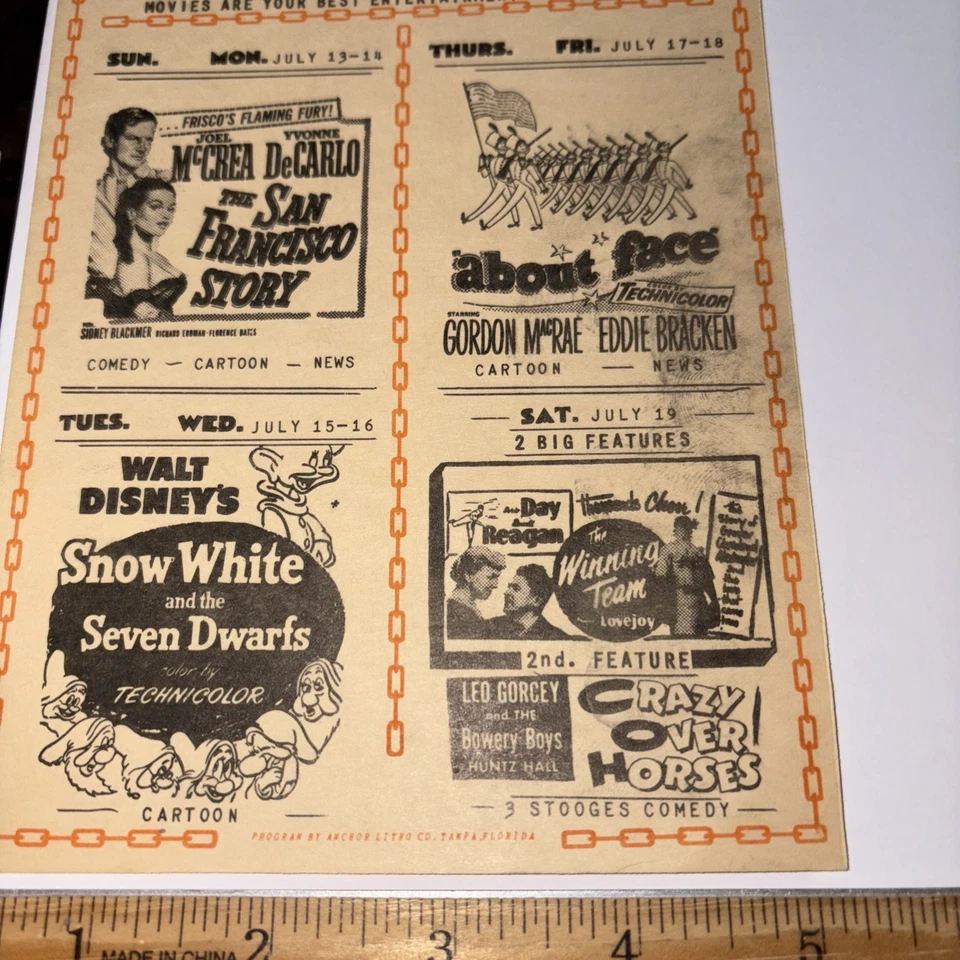 MOVIES ARE YOUR BEST ENTERTAINMENT
SUN. MON. JULY 13-14
... FRISCO'S FLAMING FURY!
JOEL YVONNE
McCREA DeCARLO
THE SAN
FRANCISCO
STORY
SIDNEY BLACKMER RICHARD ERDMAN · FLORENCE BATES
COMEDY — CARTOON — NEWS
TUES. WED. JULY 15-16
WALT
DISNEY'S
Snow White
and the
Seven Dwarfs
color by
TECHNICOLOR
CARTOON
THURS. FRI. JULY 17-18
about face
TECHNICOLOR
STARRING
GORDON MacRAE EDDIE BRACKEN
CARTOON — NEWS
SAT. JULY 19
2 BIG FEATURES
Day
and
Reagan
Thousands Cheer!
The
Winning
Team
Lovejoy
2nd. FEATURE
LEO GORCEY
and THE
Bowery Boys
HUNTZ HALL
CRAZY
OVER
HORSES
— 3 STOOGES COMEDY —
PROGRAM BY ANCHOR LITHO CO. TAMPA, FLORIDA
1 2 3 4 5
MADE IN CHINA